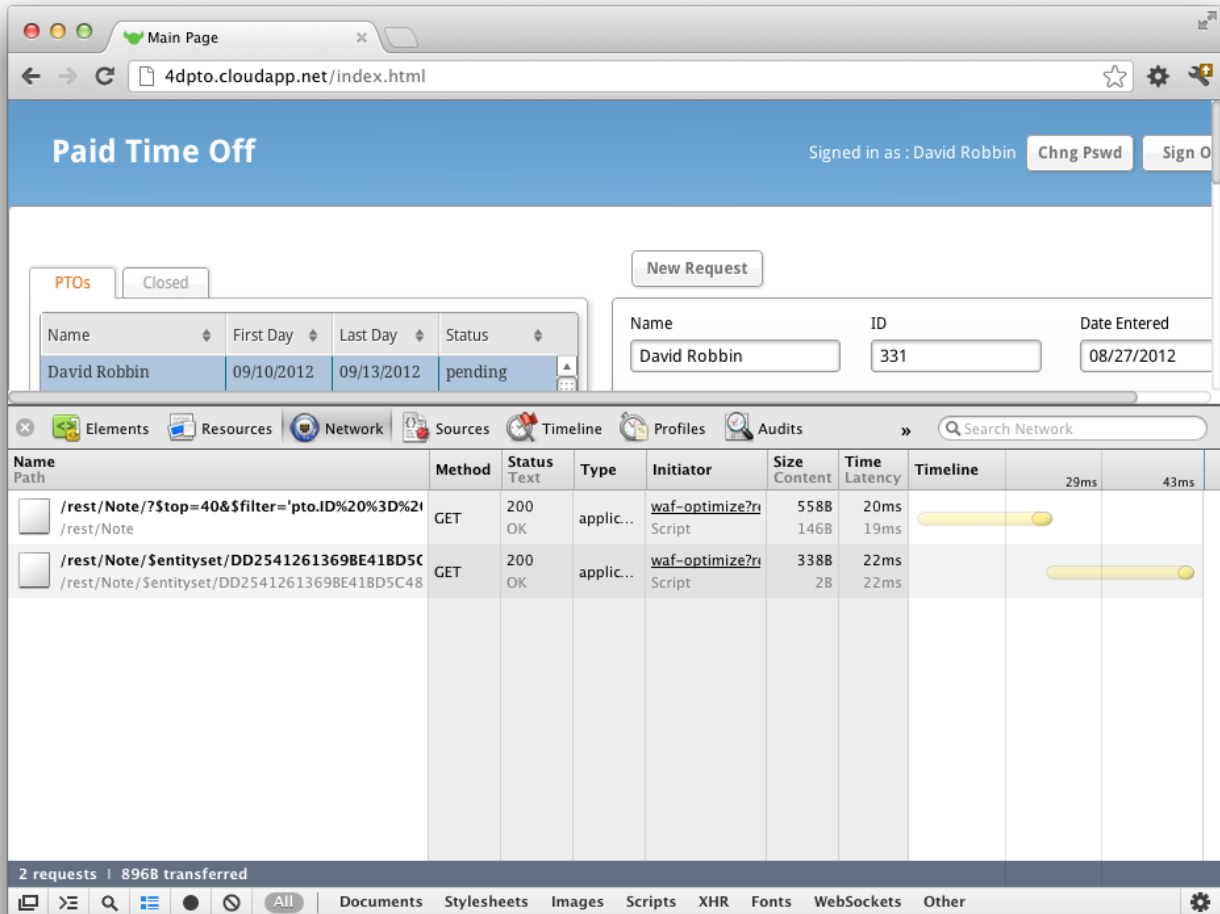 Main Page
4dpto.cloudapp.net/index.html
Paid Time Off
Signed in as : David Robbin
Chng Pswd
Sign O
PTOs
Closed
New Request
Name
First Day
Last Day
Status
David Robbin
09/10/2012
09/13/2012
pending
Name
ID
Date Entered
David Robbin
331
08/27/2012
Elements
Resources
Network
Sources
Timeline
Profiles
Audits
»
Search Network
Name
Path
Method
Status
Text
Type
Initiator
Size
Content
Time
Latency
Timeline
29ms
43ms
/rest/Note/?$top=40&$filter='pto.ID%20%3D%2
/rest/Note
GET
200
OK
applic...
waf-optimize?r
Script
558B
146B
20ms
19ms
/rest/Note/$entityset/DD2541261369BE41BD5C
/rest/Note/$entityset/DD2541261369BE41BD5C48
GET
200
OK
applic...
waf-optimize?r
Script
338B
2B
22ms
22ms
2 requests | 896B transferred
All
Documents
Stylesheets
Images
Scripts
XHR
Fonts
WebSockets
Other